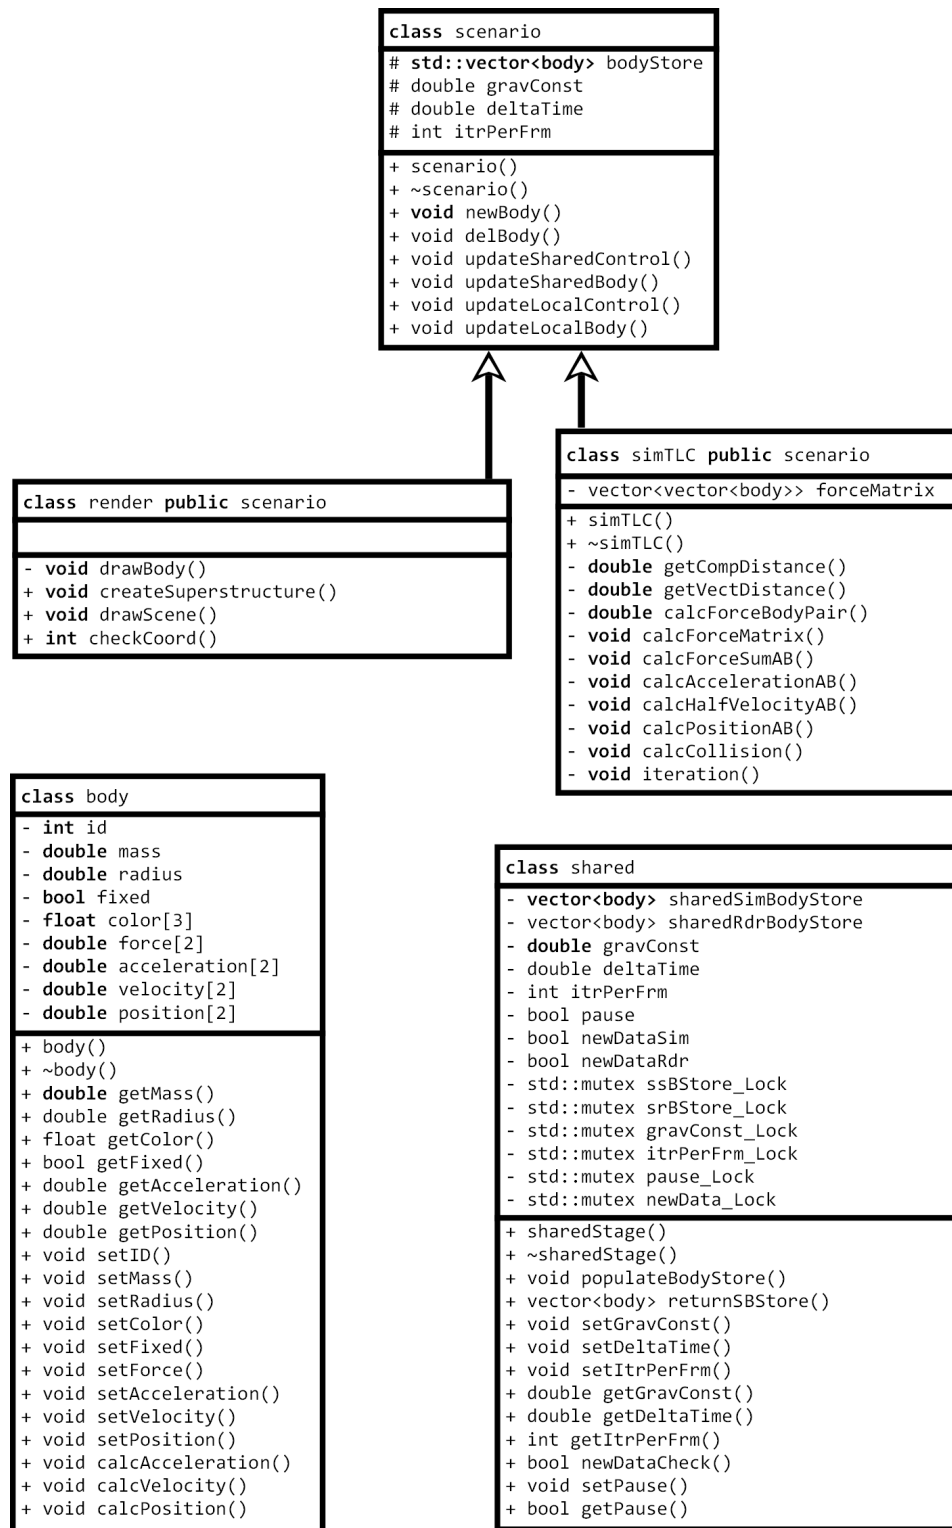 class scenario
# std::vector<body> bodyStore
# double gravConst
# double deltaTime
# int itrPerFrm
+ scenario()
+ ~scenario()
+ void newBody()
+ void delBody()
+ void updateSharedControl()
+ void updateSharedBody()
+ void updateLocalControl()
+ void updateLocalBody()
class render public scenario
- void drawBody()
+ void createSuperstructure()
+ void drawScene()
+ int checkCoord()
class simTLC public scenario
- vector<vector<body>> forceMatrix
+ simTLC()
+ ~simTLC()
- double getCompDistance()
- double getVectDistance()
- double calcForceBodyPair()
- void calcForceMatrix()
- void calcForceSumAB()
- void calcAccelerationAB()
- void calcHalfVelocityAB()
- void calcPositionAB()
- void calcCollision()
- void iteration()
class body
- int id
- double mass
- double radius
- bool fixed
- float color[3]
- double force[2]
- double acceleration[2]
- double velocity[2]
- double position[2]
+ body()
+ ~body()
+ double getMass()
+ double getRadius()
+ float getColor()
+ bool getFixed()
+ double getAcceleration()
+ double getVelocity()
+ double getPosition()
+ void setID()
+ void setMass()
+ void setRadius()
+ void setColor()
+ void setFixed()
+ void setForce()
+ void setAcceleration()
+ void setVelocity()
+ void setPosition()
+ void calcAcceleration()
+ void calcVelocity()
+ void calcPosition()
class shared
- vector<body> sharedSimBodyStore
- vector<body> sharedRdrBodyStore
- double gravConst
- double deltaTime
- int itrPerFrm
- bool pause
- bool newDataSim
- bool newDataRdr
- std::mutex ssBStore_Lock
- std::mutex srBStore_Lock
- std::mutex gravConst_Lock
- std::mutex itrPerFrm_Lock
- std::mutex pause_Lock
- std::mutex newData_Lock
+ sharedStage()
+ ~sharedStage()
+ void populateBodyStore()
+ vector<body> returnSBStore()
+ void setGravConst()
+ void setDeltaTime()
+ void setItrPerFrm()
+ double getGravConst()
+ double getDeltaTime()
+ int getItrPerFrm()
+ bool newDataCheck()
+ void setPause()
+ bool getPause()